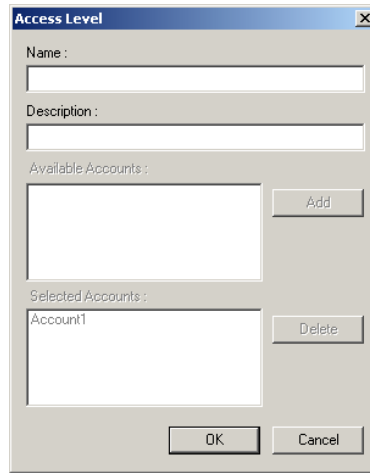 Access Level
Name :
Description :
Available Accounts :
Add
Selected Accounts :
Account1
Delete
OK
Cancel